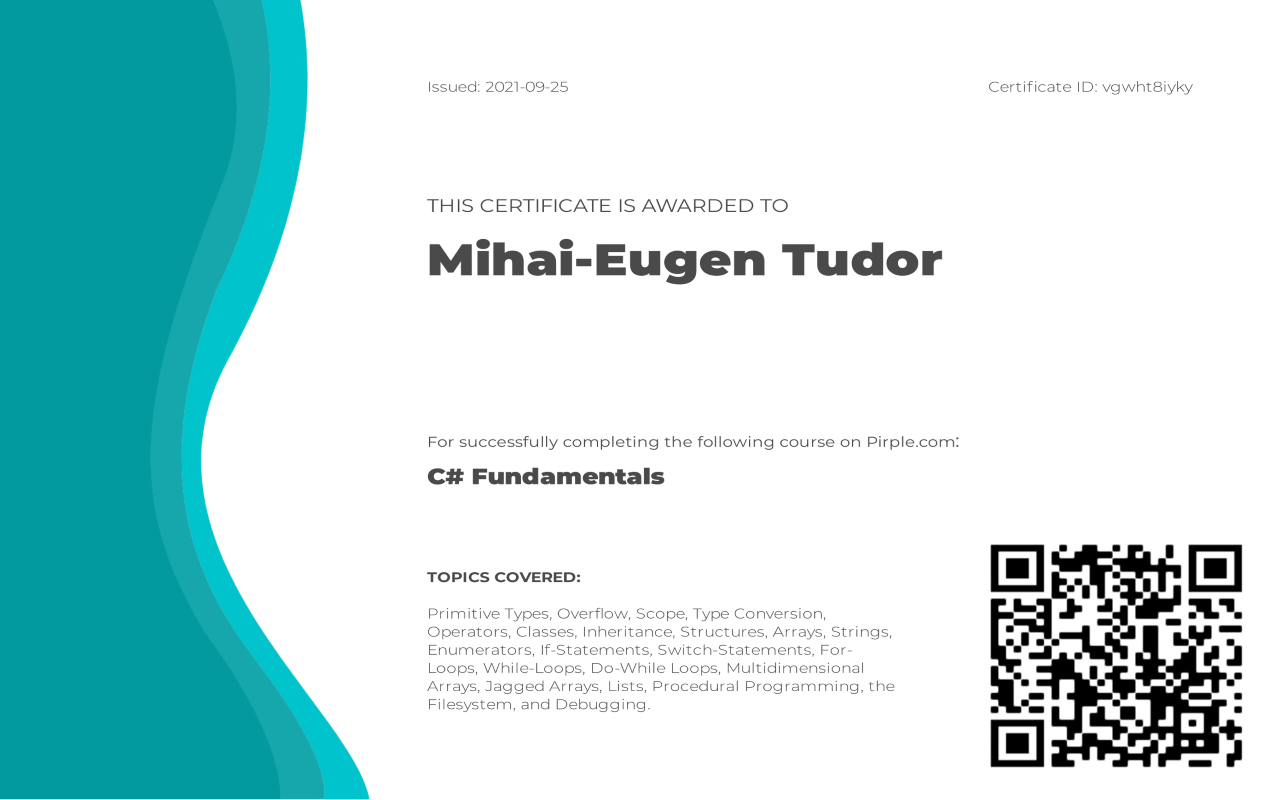 Issued: 2021-09-25
Certificate ID: vgwht8iyky
THIS CERTIFICATE IS AWARDED TO
Mihai-Eugen Tudor
For successfully completing the following course on Pirple.com:
C# Fundamentals
TOPICS COVERED:
Primitive Types, Overflow, Scope, Type Conversion,
Operators, Classes, Inheritance, Structures, Arrays, Strings,
Enumerators, If-Statements, Switch-Statements, For-
Loops, While-Loops, Do-While Loops, Multidimensional
Arrays, Jagged Arrays, Lists, Procedural Programming, the
Filesystem, and Debugging.